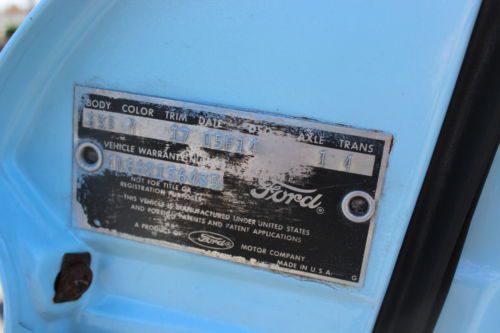 BODY COLOR TRIM DATE DSO AXLE TRANS
17 15F14 1 4
VEHICLE WARRANTY
NOT FOR TITLE OR
REGISTRATION PURPOSES
Ford
THIS VEHICLE IS MANUFACTURED UNDER UNITED STATES
AND FOREIGN PATENTS AND PATENT APPLICATIONS
A PRODUCT OF Ford MOTOR COMPANY
MADE IN U.S.A. G